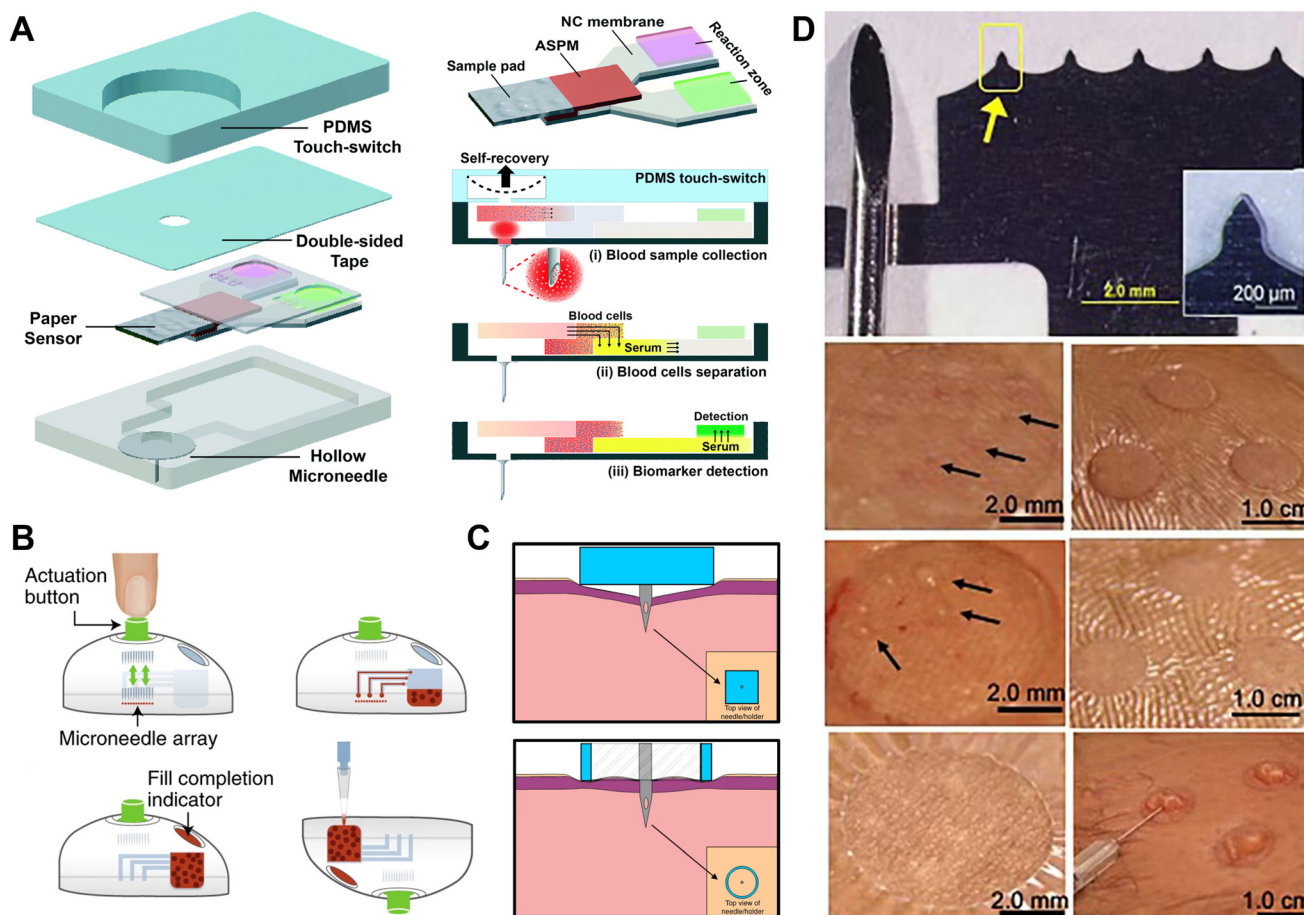 A
PDMS
Touch-switch
Double-sided
Tape
Paper
Sensor
Hollow
Microneedle
NC membrane
ASPM
Sample pad
Reaction zone
Self-recovery
PDMS touch-switch
(i) Blood sample collection
Blood cells
Serum
(ii) Blood cells separation
Detection
Serum
(iii) Biomarker detection
B
Actuation
button
Microneedle array
Fill completion
indicator
C
Top view of
needle/holder
Top view of
needle/holder
D
2.0 mm
200 µm
2.0 mm
1.0 cm
2.0 mm
1.0 cm
2.0 mm
1.0 cm